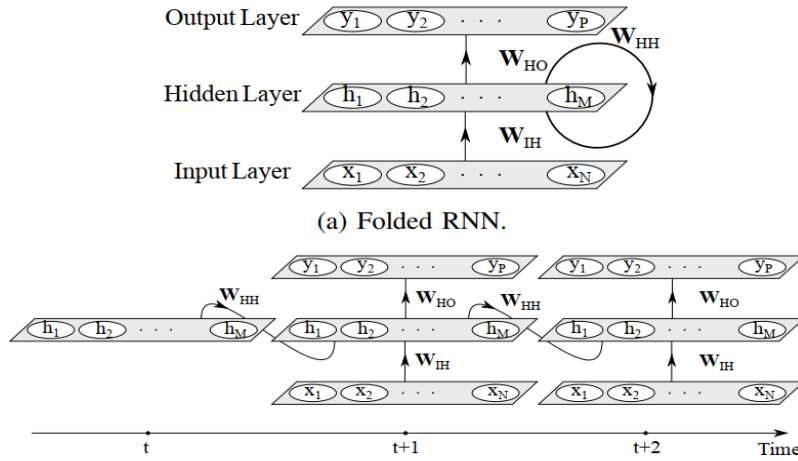 Output Layer y1 y2 · · · yP
WHO WHH
Hidden Layer h1 h2 · · · hM
WIH
Input Layer x1 x2 · · · xN
(a) Folded RNN.
y1 y2 · · · yP y1 y2 · · · yP
WHH WHO WHH WHO
h1 h2 · · · hM h1 h2 · · · hM h1 h2 · · · hM
WIH WIH
x1 x2 · · · xN x1 x2 · · · xN
t t+1 t+2 Time